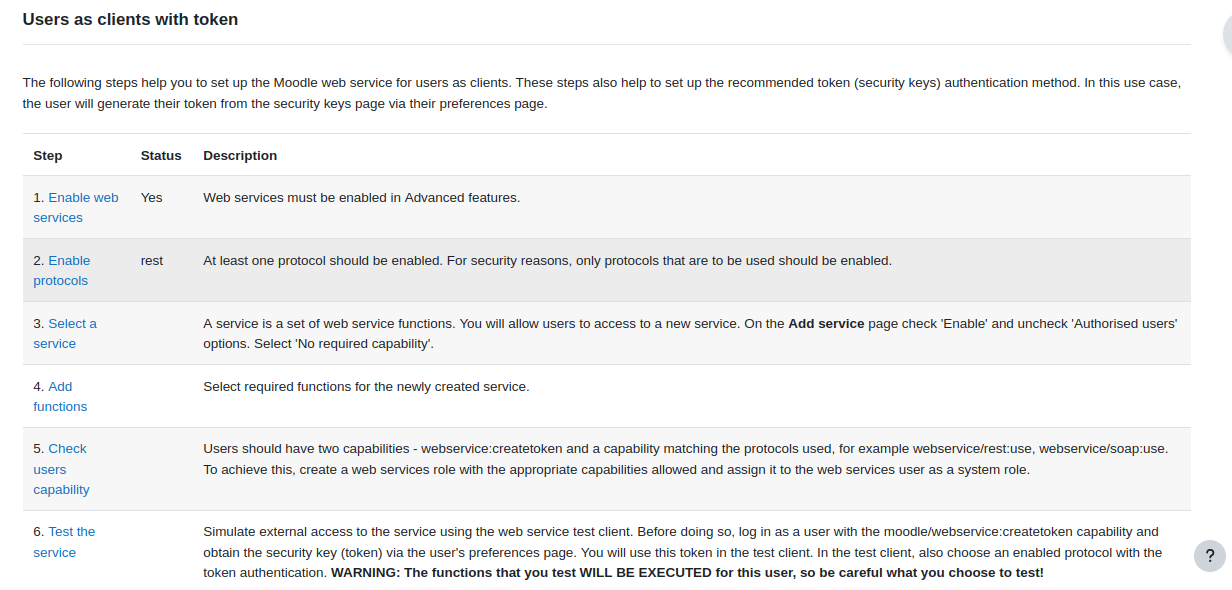 Users as clients with token
The following steps help you to set up the Moodle web service for users as clients. These steps also help to set up the recommended token (security keys) authentication method. In this use case,
the user will generate their token from the security keys page via their preferences page.
Step Status Description
1. Enable web Yes Web services must be enabled in Advanced features.
services
2. Enable rest At least one protocol should be enabled. For security reasons, only protocols that are to be used should be enabled.
protocols
3. Select a A service is a set of web service functions. You will allow users to access to a new service. On the Add service page check 'Enable' and uncheck 'Authorised users'
service options. Select 'No required capability'.
4. Add Select required functions for the newly created service.
functions
5. Check Users should have two capabilities - webservice:createtoken and a capability matching the protocols used, for example webservice/rest:use, webservice/soap:use.
users To achieve this, create a web services role with the appropriate capabilities allowed and assign it to the web services user as a system role.
capability
6. Test the Simulate external access to the service using the web service test client. Before doing so, log in as a user with the moodle/webservice:createtoken capability and
service obtain the security key (token) via the user's preferences page. You will use this token in the test client. In the test client, also choose an enabled protocol with the
token authentication. WARNING: The functions that you test WILL BE EXECUTED for this user, so be careful what you choose to test!
?